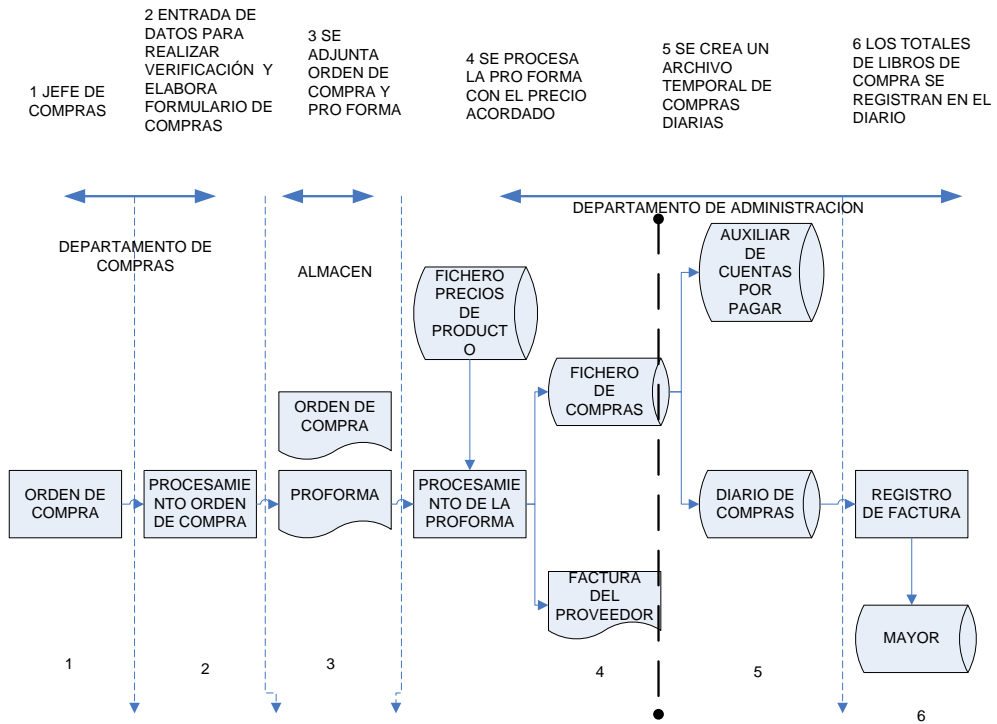 1 JEFE DE
COMPRAS
2 ENTRADA DE
DATOS PARA
REALIZAR
VERIFICACIÓN Y
ELABORA
FORMULARIO DE
COMPRAS
3 SE
ADJUNTA
ORDEN DE
COMPRA Y
PRO FORMA
4 SE PROCESA
LA PRO FORMA
CON EL PRECIO
ACORDADO
5 SE CREA UN
ARCHIVO
TEMPORAL DE
COMPRAS
DIARIAS
6 LOS TOTALES
DE LIBROS DE
COMPRA SE
REGISTRAN EN EL
DIARIO
DEPARTAMENTO DE
COMPRAS
ALMACEN
DEPARTAMENTO DE ADMINISTRACION
FICHERO
PRECIOS
DE
PRODUCT
O
AUXILIAR
DE
CUENTAS
POR
PAGAR
ORDEN DE
COMPRA
FICHERO
DE
COMPRAS
ORDEN DE
COMPRA
PROCESAMIE
NTO ORDEN
DE COMPRA
PROFORMA
PROCESAMIE
NTO DE LA
PROFORMA
DIARIO DE
COMPRAS
REGISTRO
DE FACTURA
FACTURA
DEL
PROVEEDOR
MAYOR
1
2
3
4
5
6